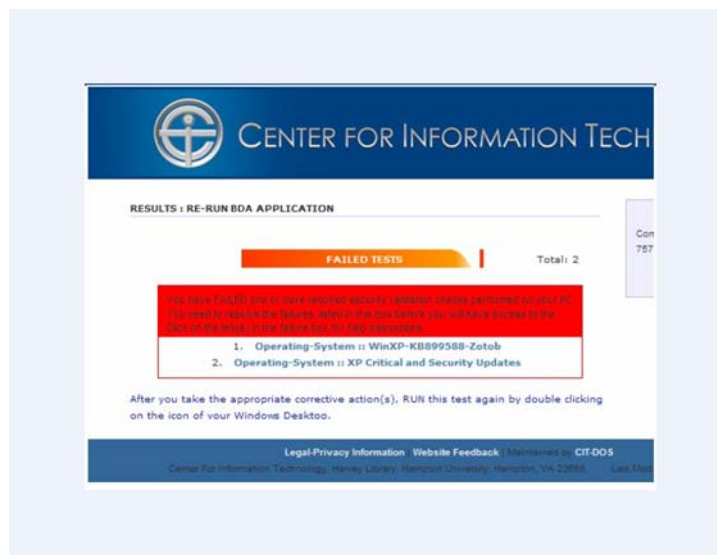 CENTER FOR INFORMATION TECH
RESULTS : RE-RUN BDA APPLICATION
Con
757
FAILED TESTS
Total: 2
You have FAILED one or more required security validation checks performed on your PC.
You need to resolve the failures listed in this box before you will have access to the
Click on the link(s) in the failure box for help instructions.
1. Operating-System :: WinXP-KB899588-Zotob
2. Operating-System :: XP Critical and Security Updates
After you take the appropriate corrective action(s), RUN this test again by double clicking
on the icon of your Windows Desktop.
Legal-Privacy Information | Website Feedback | Maintained by CIT-DOS
Center For Information Technology, Harvey Library, Hampton University, Hampton, VA 23668 Last Mod